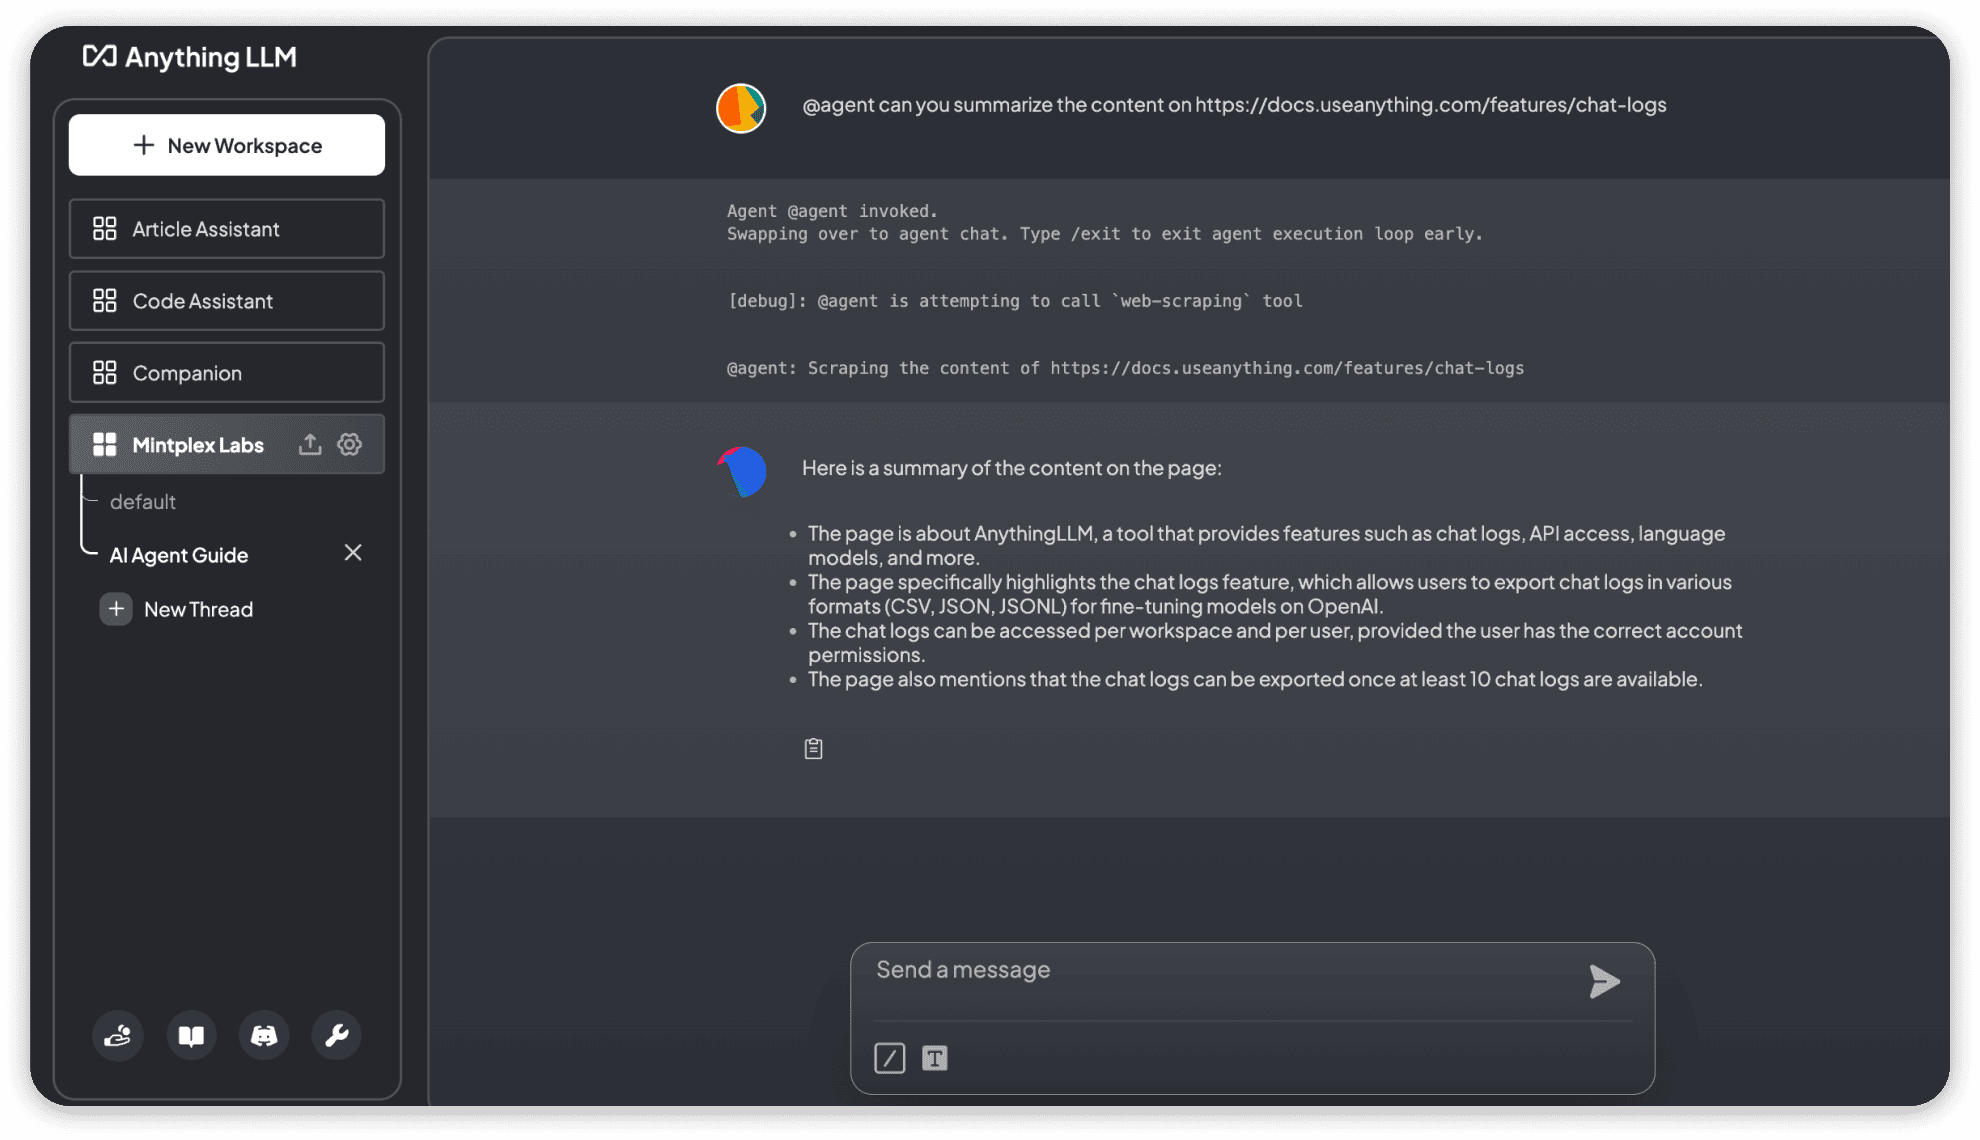 Anything LLM
New Workspace
Article Assistant
Code Assistant
Companion
Mintplex Labs
default
AI Agent Guide
New Thread
@agent can you summarize the content on https://docs.useanything.com/features/chat-logs
Agent @agent invoked.
Swapping over to agent chat. Type /exit to exit agent execution loop early.
[debug]: @agent is attempting to call `web-scraping` tool
@agent: Scraping the content of https://docs.useanything.com/features/chat-logs
Here is a summary of the content on the page:
• The page is about AnythingLLM, a tool that provides features such as chat logs, API access, language
models, and more.
• The page specifically highlights the chat logs feature, which allows users to export chat logs in various
formats (CSV, JSON, JSONL) for fine-tuning models on OpenAI.
• The chat logs can be accessed per workspace and per user, provided the user has the correct account
permissions.
• The page also mentions that the chat logs can be exported once at least 10 chat logs are available.
Send a message